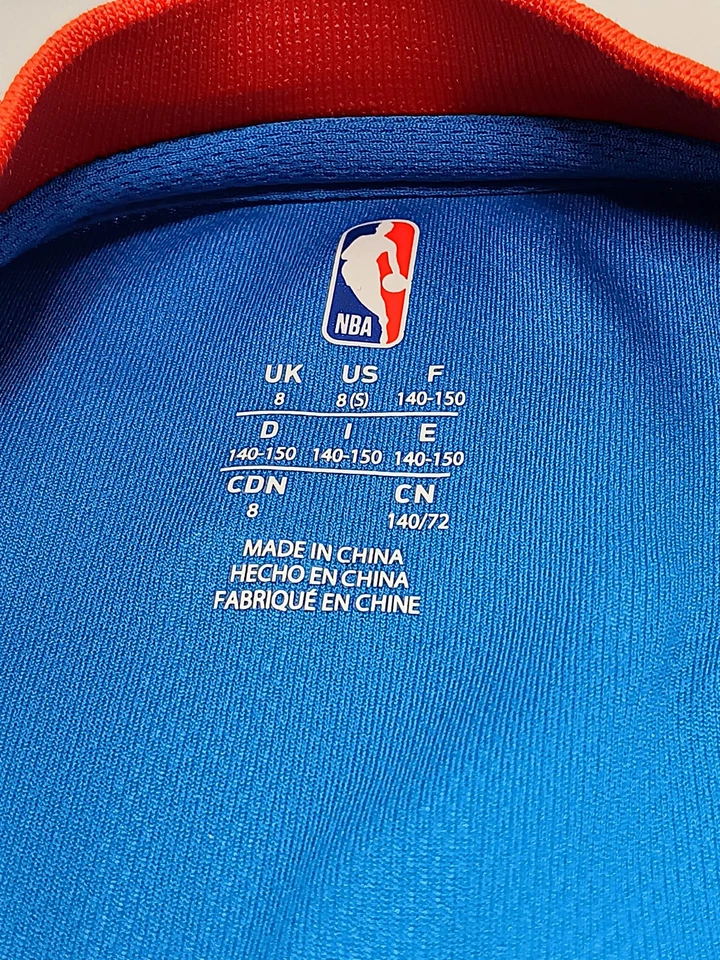 NBA
UK US F
8 8(S) 140-150
D I E
140-150 140-150 140-150
CDN CN
8 140/72
MADE IN CHINA
HECHO EN CHINA
FABRIQUÉ EN CHINE